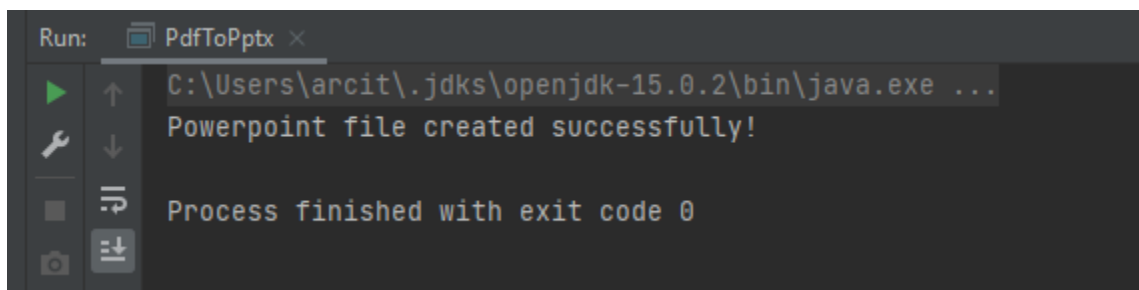 Run: PdfToPptx
C:\Users\arcit\.jdks\openjdk-15.0.2\bin\java.exe ...
Powerpoint file created successfully!
Process finished with exit code 0